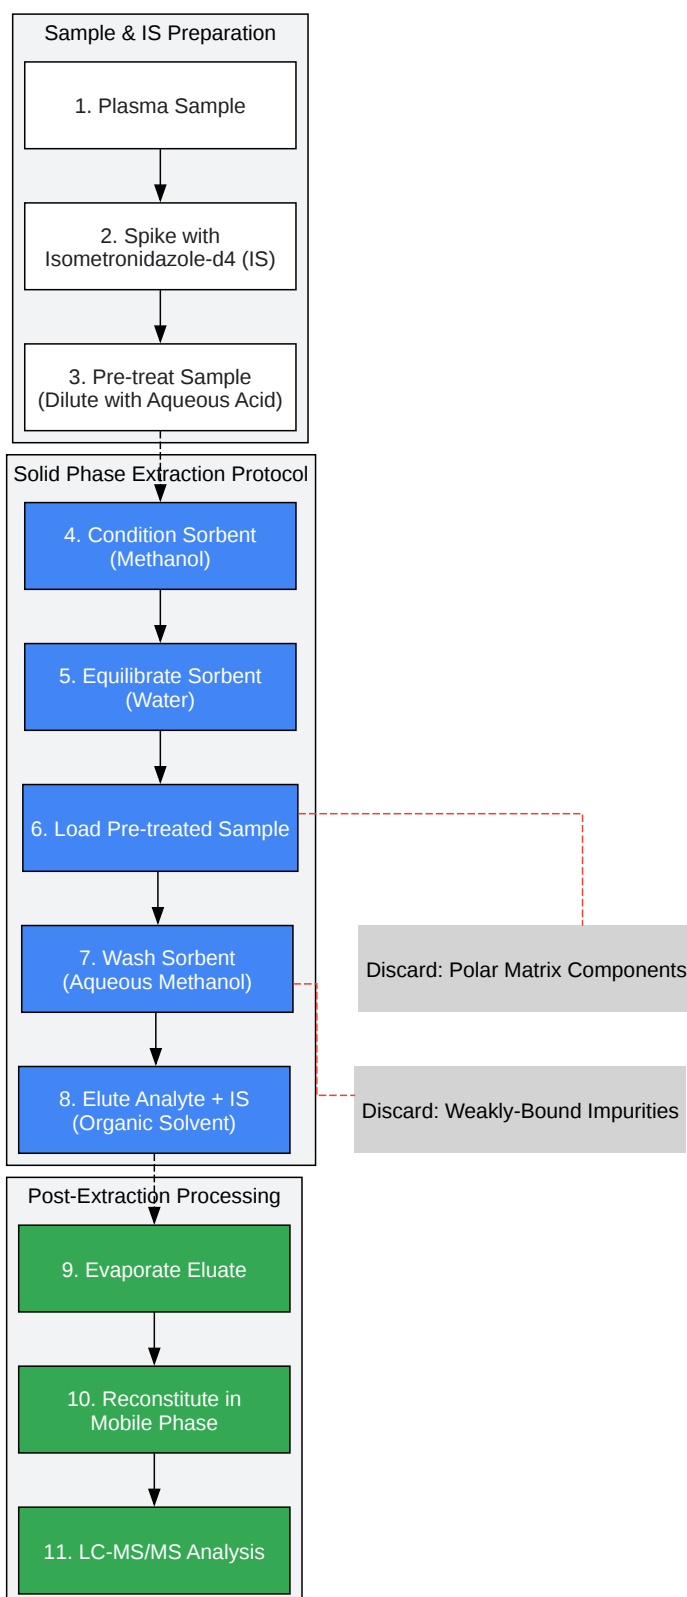 Sample & IS Preparation
1. Plasma Sample
2. Spike with
Isometronidazole-d4 (IS)
3. Pre-treat Sample
(Dilute with Aqueous Acid)
Solid Phase Extraction Protocol
4. Condition Sorbent
(Methanol)
5. Equilibrate Sorbent
(Water)
6. Load Pre-treated Sample
7. Wash Sorbent
(Aqueous Methanol)
Discard: Polar Matrix Components
8. Elute Analyte + IS
(Organic Solvent)
Discard: Weakly-Bound Impurities
Post-Extraction Processing
9. Evaporate Eluate
10. Reconstitute in
Mobile Phase
11. LC-MS/MS Analysis